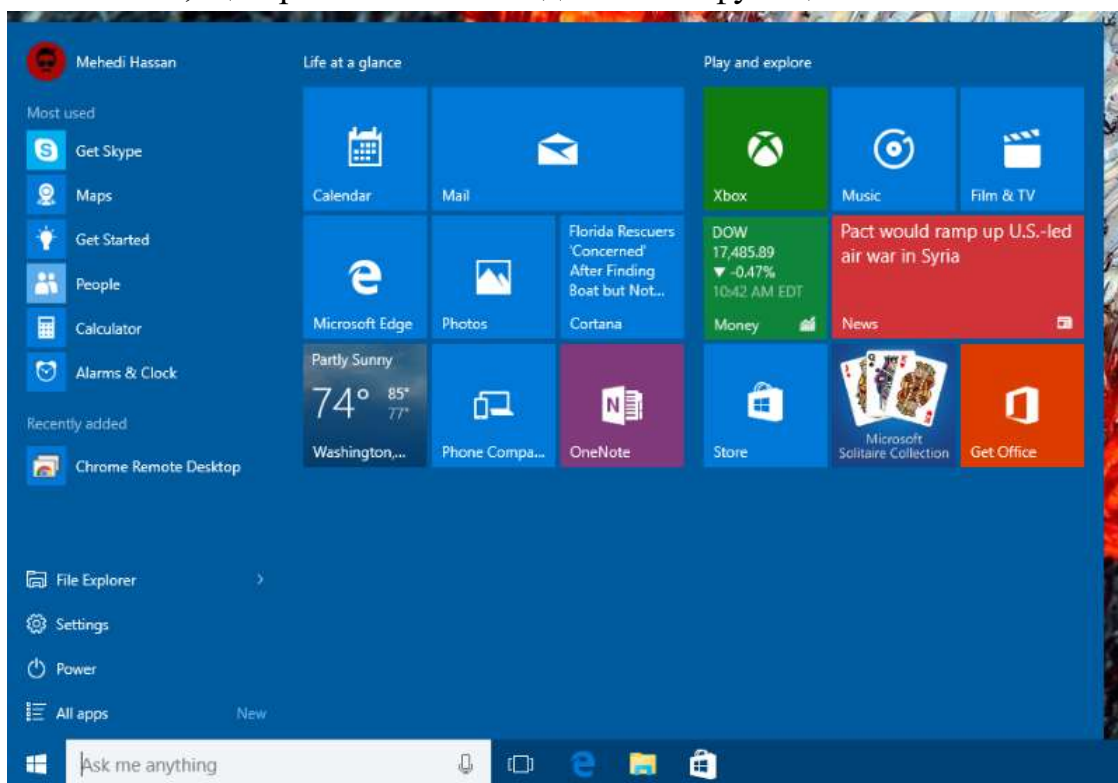 Mehedi Hassan
Most used
Get Skype
Maps
Get Started
People
Calculator
Alarms & Clock
Recently added
Chrome Remote Desktop
File Explorer
Settings
Power
All apps New
Life at a glance
Calendar
Mail
Microsoft Edge
Photos
Florida Rescuers
'Concerned'
After Finding
Boat but Not...
Cortana
Partly Sunny
74° 85°
77°
Washington,...
Phone Compa...
OneNote
Play and explore
Xbox
Music
Film & TV
DOW
17,485.89
▼ -0.47%
10:42 AM EDT
Money
Pact would ramp up U.S.-led
air war in Syria
News
Store
Microsoft
Solitaire Collection
Get Office
Ask me anything